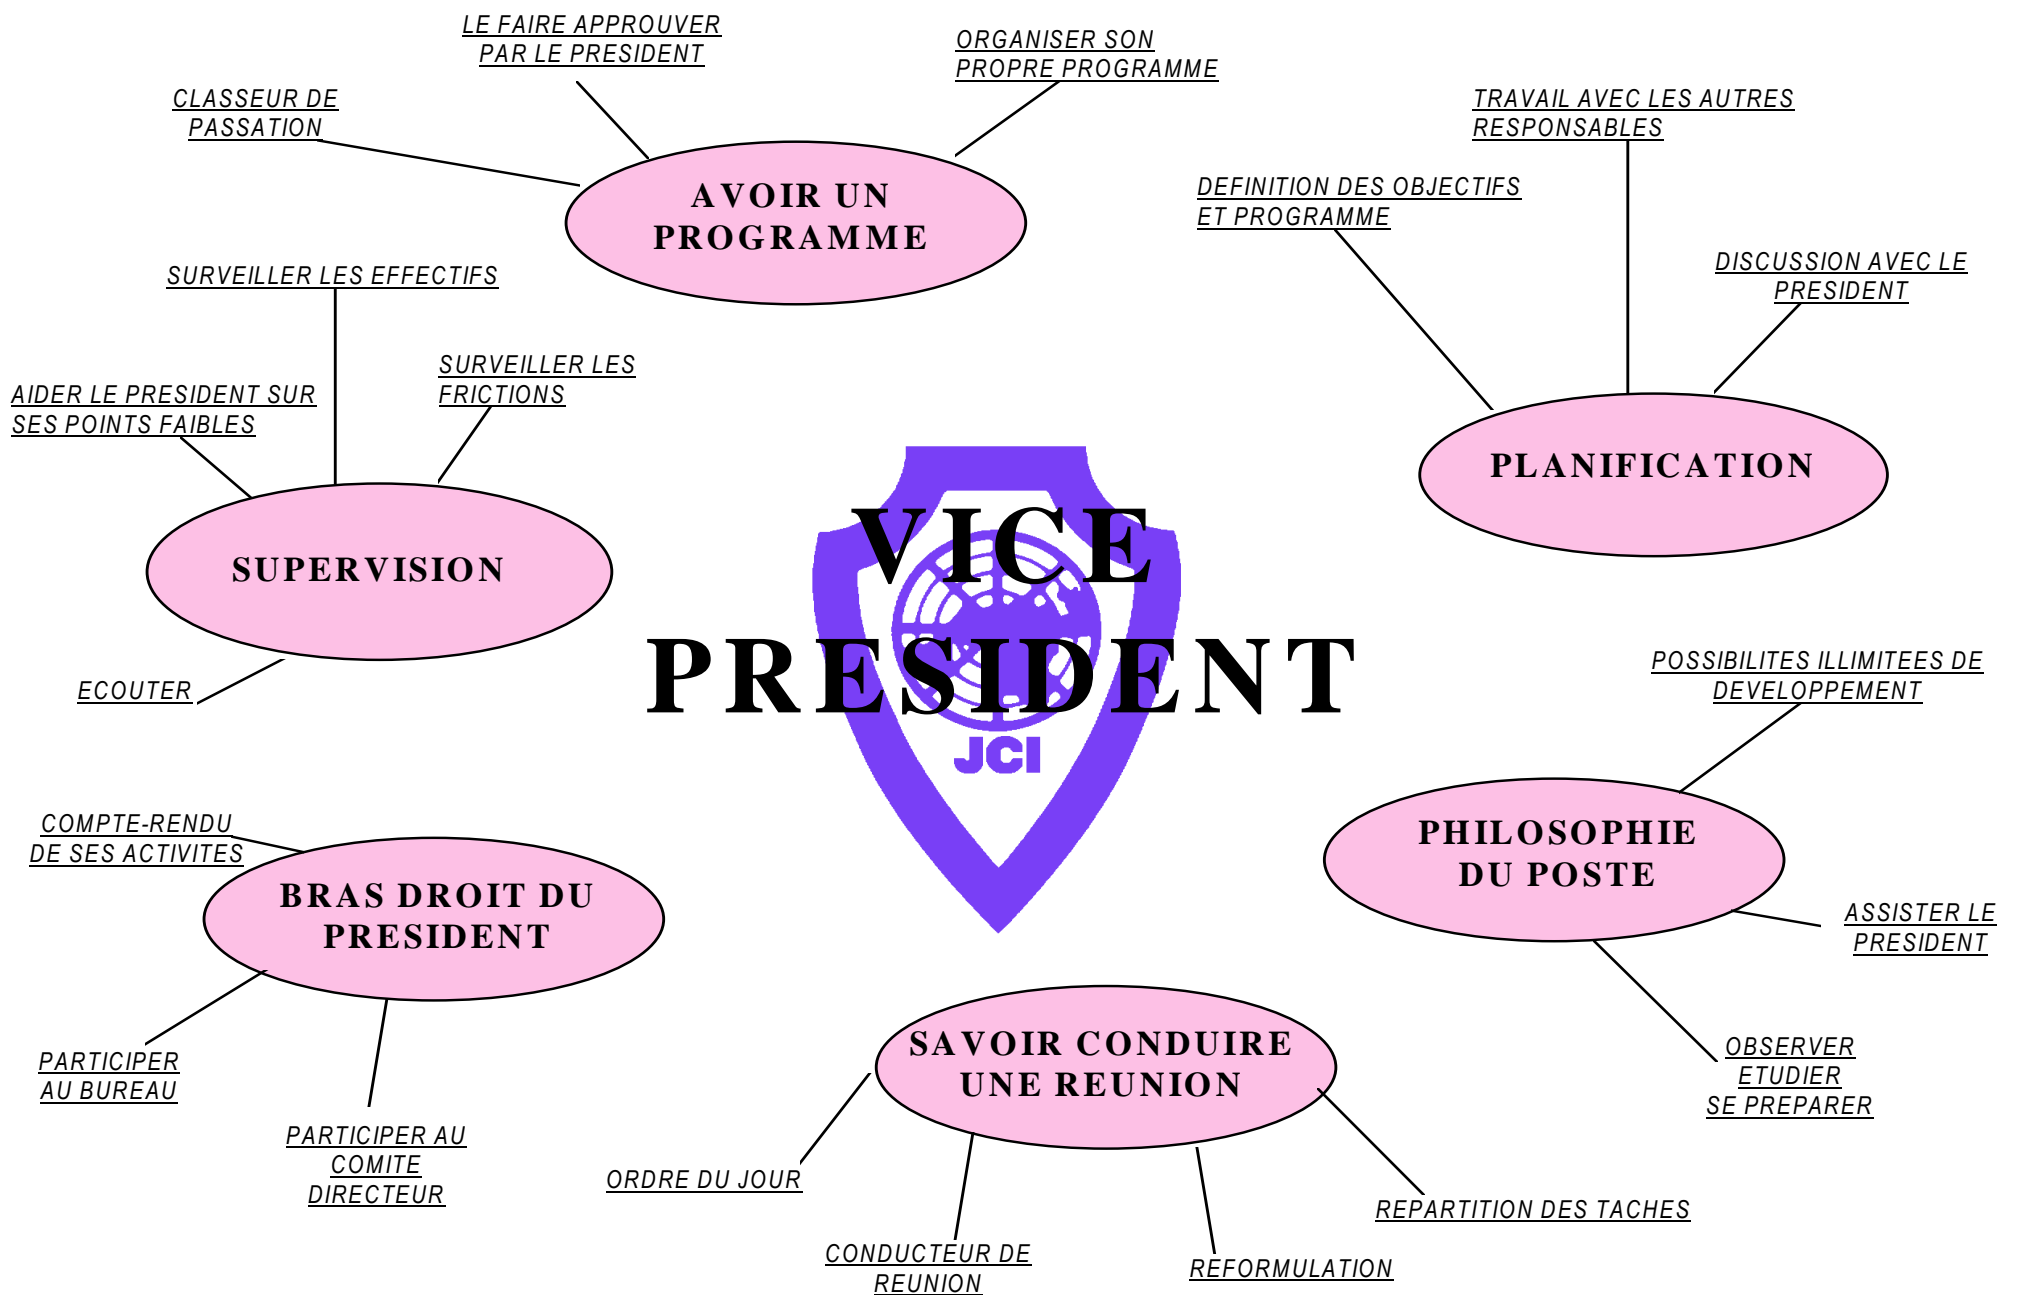 LE FAIRE APPROUVER
PAR LE PRESIDENT
ORGANISER SON
PROPRE PROGRAMME
CLASSEUR DE
PASSATION
AVOIR UN
PROGRAMME
TRAVAIL AVEC LES AUTRES
RESPONSABLES
DEFINITION DES OBJECTIFS
ET PROGRAMME
DISCUSSION AVEC LE
PRESIDENT
PLANIFICATION
SURVEILLER LES EFFECTIFS
SURVEILLER LES
FRICTIONS
AIDER LE PRESIDENT SUR
SES POINTS FAIBLES
SUPERVISION
ECOUTER
VICE
PRESIDENT
JCI
POSSIBILITES ILLIMITEES DE
DEVELOPPEMENT
PHILOSOPHIE
DU POSTE
ASSISTER LE
PRESIDENT
OBSERVER
ETUDIER
SE PREPARER
COMPTE-RENDU
DE SES ACTIVITES
BRAS DROIT DU
PRESIDENT
PARTICIPER
AU BUREAU
PARTICIPER AU
COMITE
DIRECTEUR
SAVOIR CONDUIRE
UNE REUNION
ORDRE DU JOUR
CONDUCTEUR DE
REUNION
REFORMULATION
REPARTITION DES TACHES